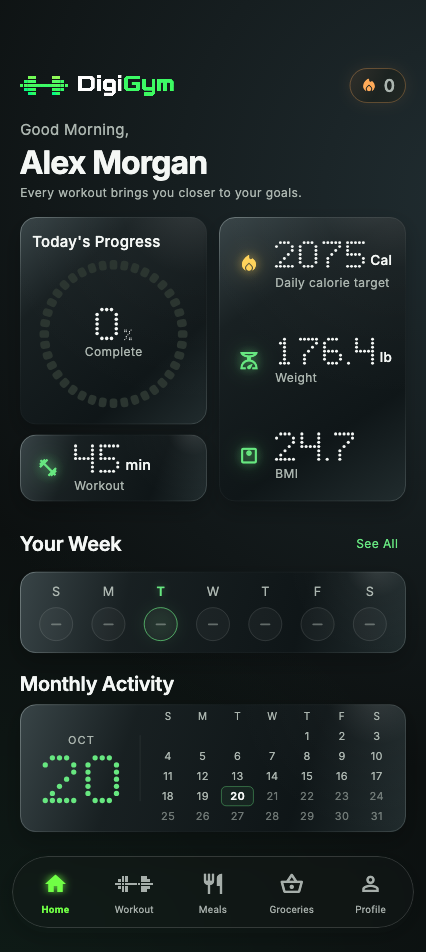 DigiGym
0
Good Morning,
Alex Morgan
Every workout brings you closer to your goals.
Today's Progress
0%
Complete
45 min
Workout
2075 Cal
Daily calorie target
176.4 lb
Weight
24.7
BMI
Your Week
See All
S M T W T F S
– – – – – – –
Monthly Activity
OCT
20
S M T W T F S
1 2 3
4 5 6 7 8 9 10
11 12 13 14 15 16 17
18 19 20 21 22 23 24
25 26 27 28 29 30 31
Home Workout Meals Groceries Profile